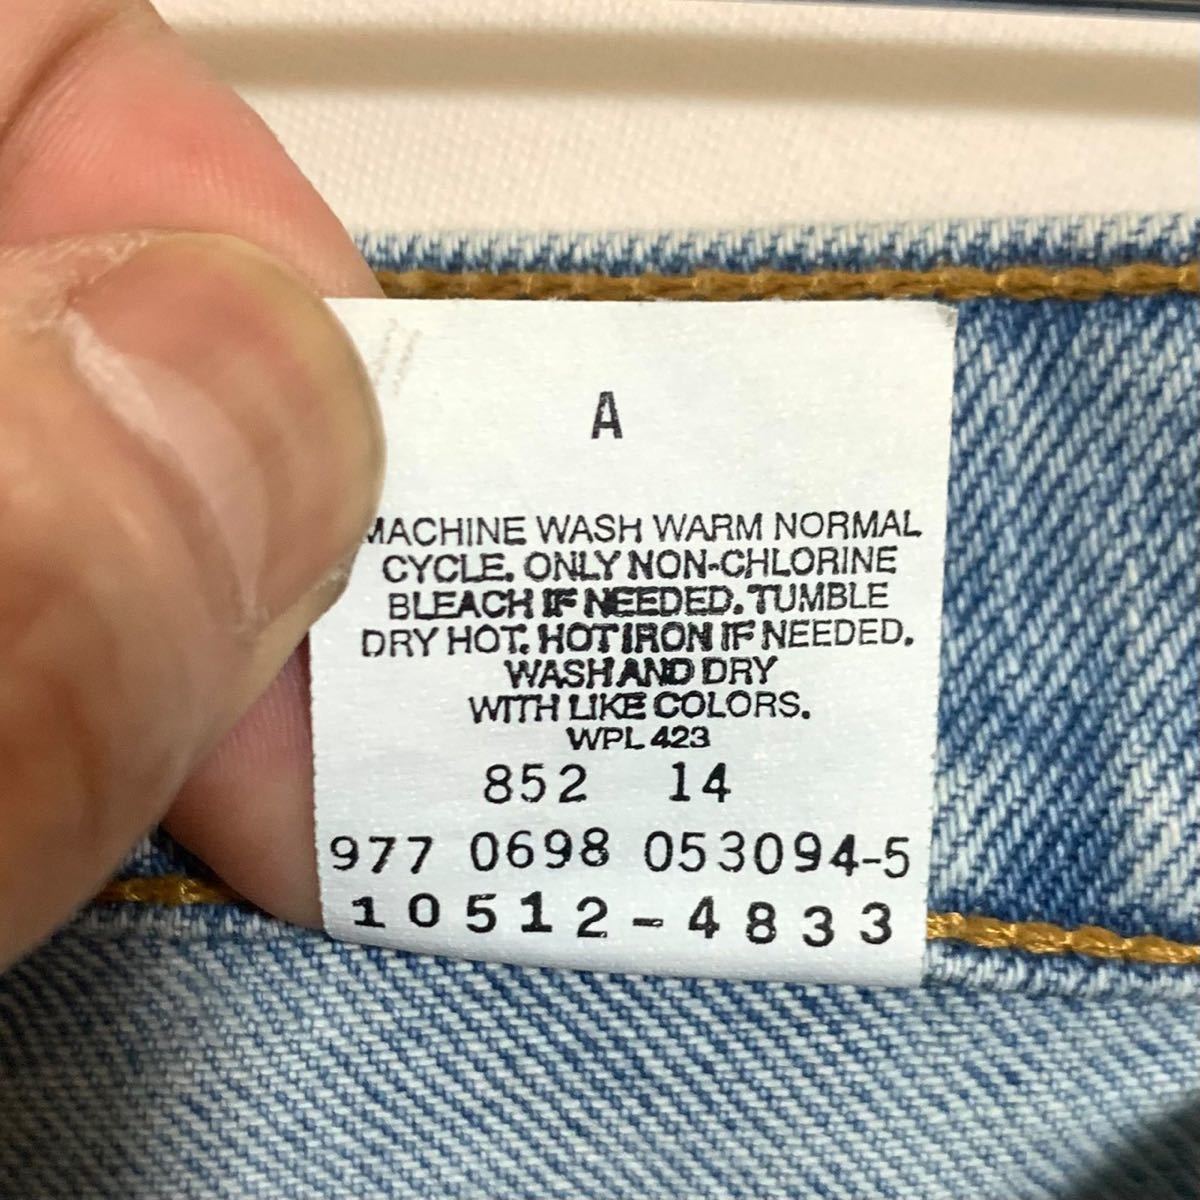 A
MACHINE WASH WARM NORMAL
CYCLE. ONLY NON-CHLORINE
BLEACH IF NEEDED. TUMBLE
DRY HOT. HOT IRON IF NEEDED.
WASH AND DRY
WITH LIKE COLORS.
WPL 423
852 14
977 0698 053094-5
10512-4833